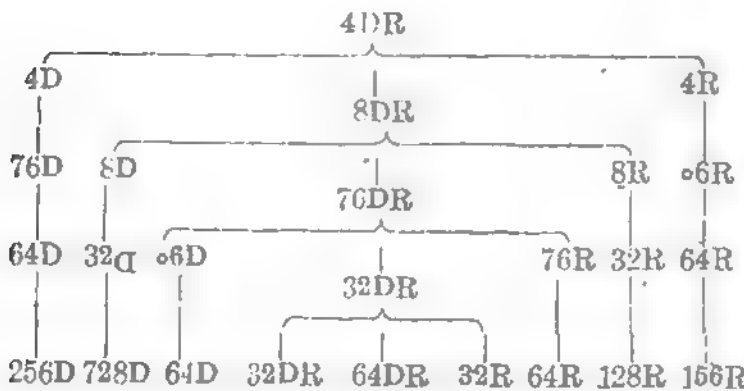 4DR
4D 4R
8DR
76D 8D 8R o6R
76DR
64D 32D o6D 76R 32R 64R
32DR
256D 728D 64D 32DR 64DR 32R 64R 128R 156R